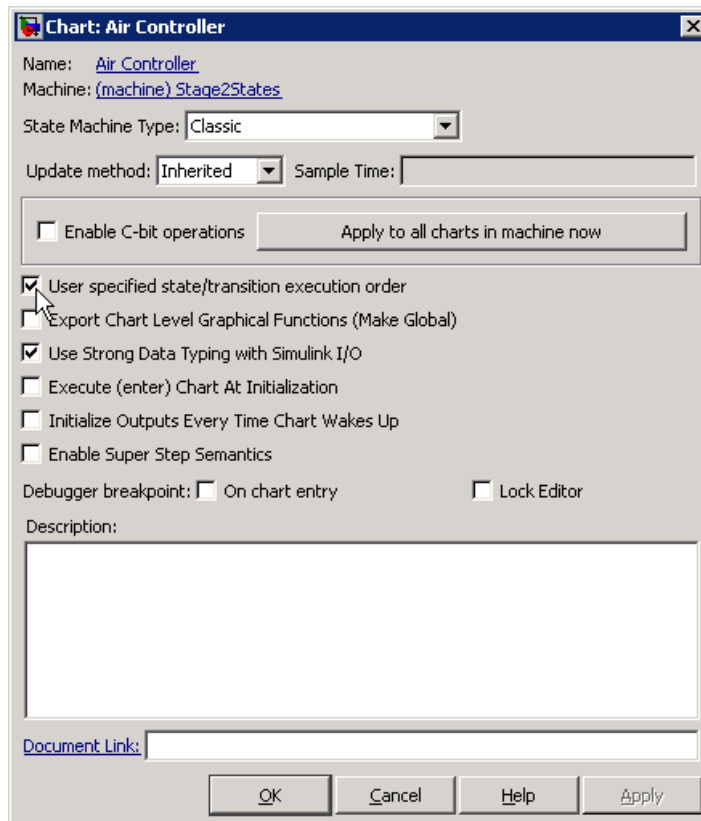 Chart: Air Controller
Name: Air Controller
Machine: (machine) Stage2States
State Machine Type: Classic
Update method: Inherited Sample Time:
Enable C-bit operations Apply to all charts in machine now
User specified state/transition execution order
Export Chart Level Graphical Functions (Make Global)
Use Strong Data Typing with Simulink I/O
Execute (enter) Chart At Initialization
Initialize Outputs Every Time Chart Wakes Up
Enable Super Step Semantics
Debugger breakpoint: On chart entry Lock Editor
Description:
Document Link:
OK Cancel Help Apply